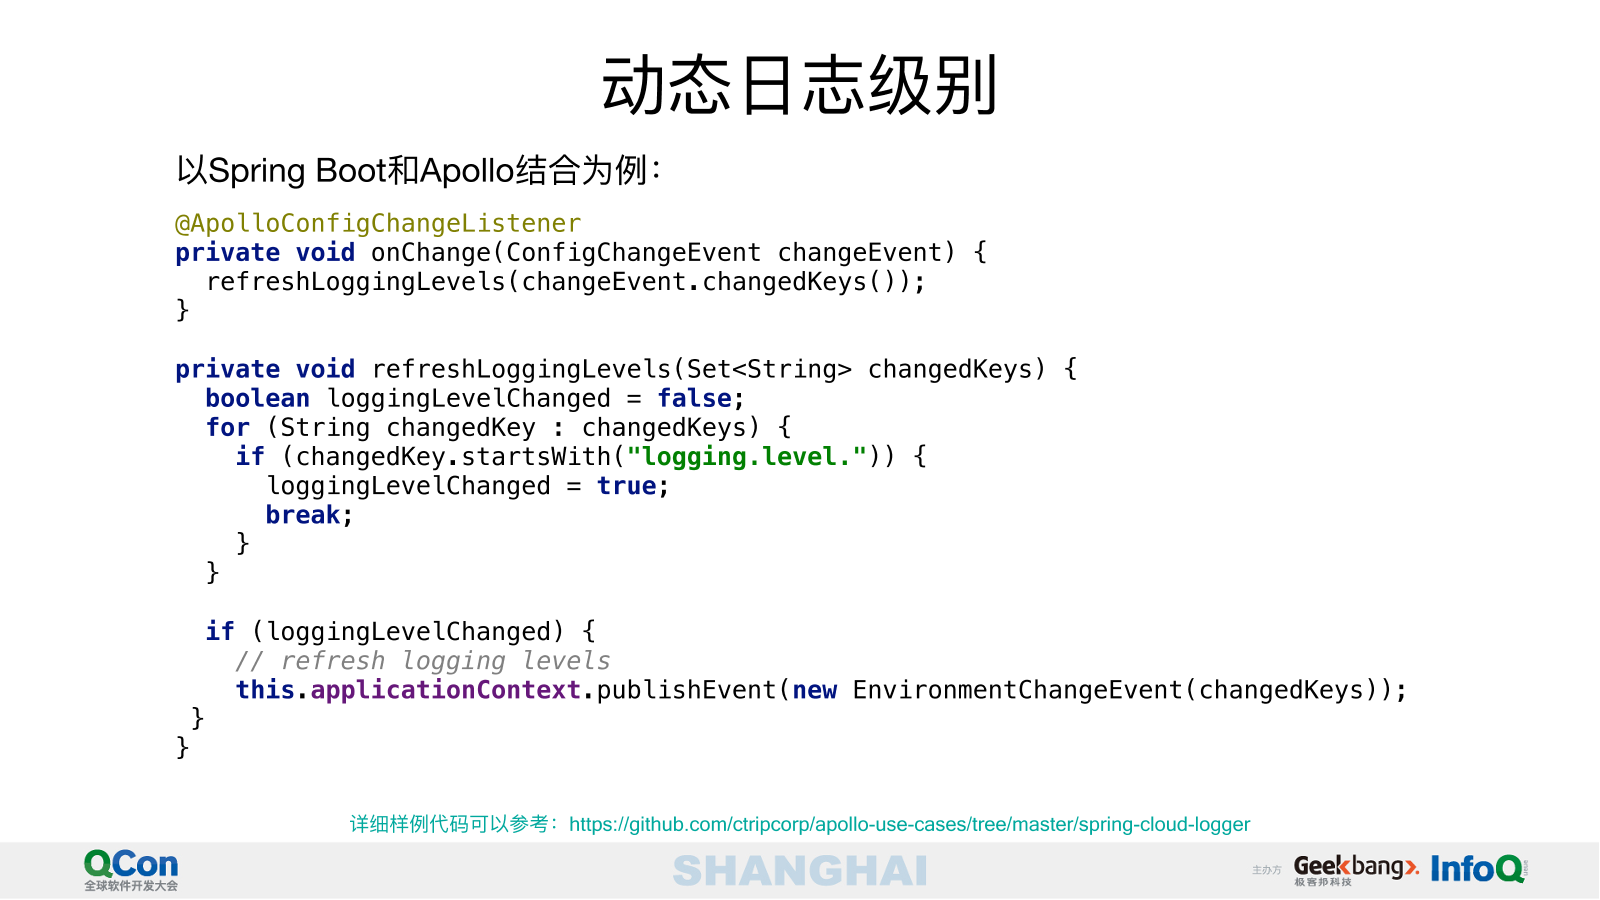 动态日志级别
以Spring Boot和Apollo结合为例：
@ApolloConfigChangeListener
private void onChange(ConfigChangeEvent changeEvent) {
  refreshLoggingLevels(changeEvent.changedKeys());
}

private void refreshLoggingLevels(Set<String> changedKeys) {
  boolean loggingLevelChanged = false;
  for (String changedKey : changedKeys) {
    if (changedKey.startsWith("logging.level.")) {
      loggingLevelChanged = true;
      break;
    }
  }

  if (loggingLevelChanged) {
    // refresh logging levels
    this.applicationContext.publishEvent(new EnvironmentChangeEvent(changedKeys));
 }
}
详细样例代码可以参考：https://github.com/ctripcorp/apollo-use-cases/tree/master/spring-cloud-logger
QCon
全球软件开发大会
SHANGHAI
主办方
Geekbang
极客邦科技
InfoQ